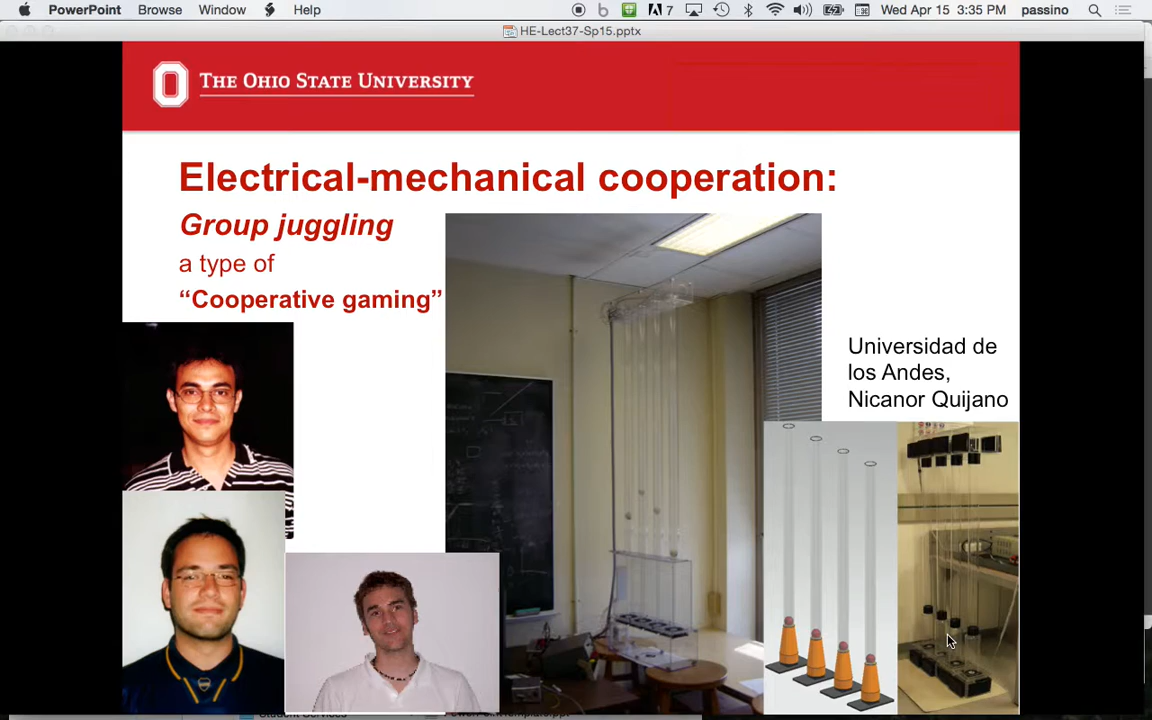 PowerPoint Browse Window Help 7 Wed Apr 15 3:35 PM passino
HE-Lect37-Sp15.pptx
THE OHIO STATE UNIVERSITY
Electrical-mechanical cooperation:
Group juggling
a type of
“Cooperative gaming”
Universidad de
los Andes,
Nicanor Quijano